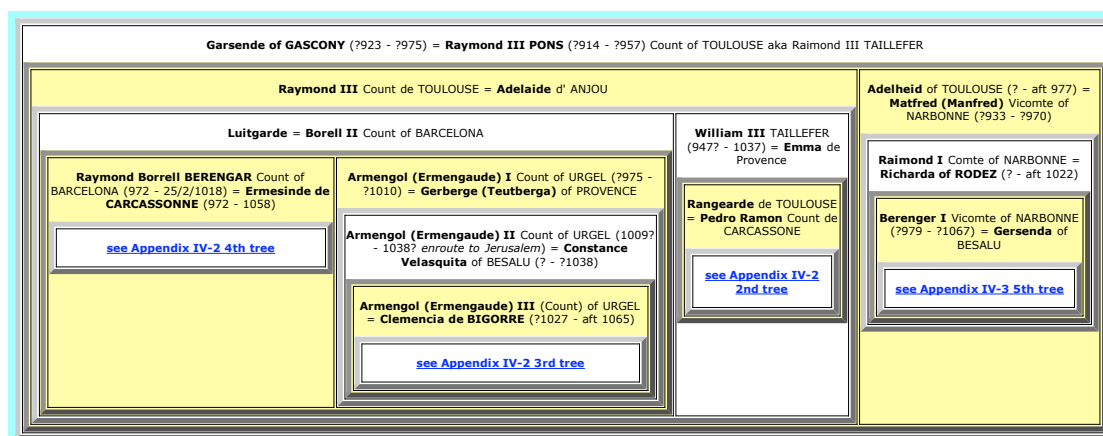 Garsende of GASCONY (?923 - ?975) = Raymond III PONS (?914 - ?957) Count of TOULOUSE aka Raimond III TAILLEFER
Raymond III Count de TOULOUSE = Adelaide d' ANJOU
Luitgarde = Borell II Count of BARCELONA
Raymond Borrell BERENGAR Count of
BARCELONA (972 - 25/2/1018) = Ermesinde de
CARCASSONNE (972 - 1058)
see Appendix IV-2 4th tree
Armengol (Ermengaude) I Count of URGEL (?975 -
?1010) = Gerberge (Teutberga) of PROVENCE
Armengol (Ermengaude) II Count of URGEL (1009?
- 1038? enroute to Jerusalem) = Constance
Velasquita of BESALU (? - ?1038)
Armengol (Ermengaude) III (Count) of URGEL
= Clemencia de BIGORRE (?1027 - aft 1065)
see Appendix IV-2 3rd tree
William III TAILLEFER
(947? - 1037) = Emma de
Provence
Rangearde de TOULOUSE
= Pedro Ramon Count de
CARCASSONE
see Appendix IV-2
2nd tree
Adelheid of TOULOUSE (? - aft 977) =
Matfred (Manfred) Vicomte of
NARBONNE (?933 - ?970)
Raimond I Comte of NARBONNE =
Richarda of RODEZ (? - aft 1022)
Berenger I Vicomte of NARBONNE
(?979 - ?1067) = Gersenda of
BESALU
see Appendix IV-3 5th tree